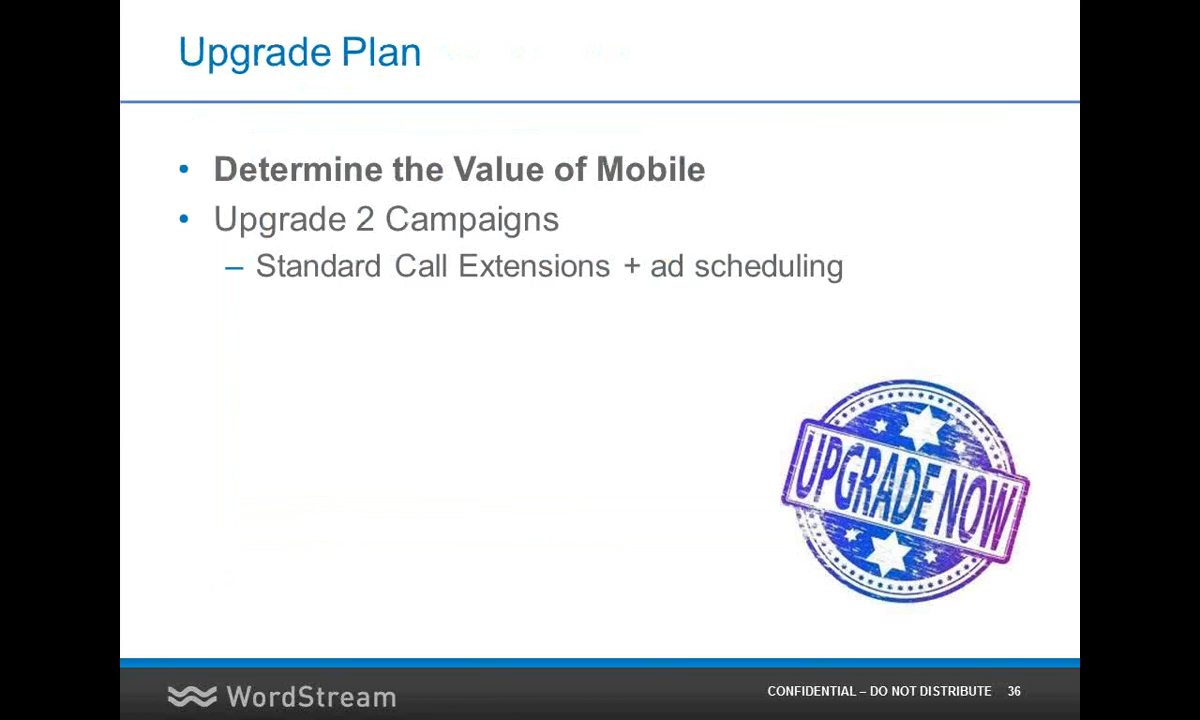 Upgrade Plan
• Determine the Value of Mobile
• Upgrade 2 Campaigns
– Standard Call Extensions + ad scheduling
UPGRADE NOW
WordStream
CONFIDENTIAL – DO NOT DISTRIBUTE 36